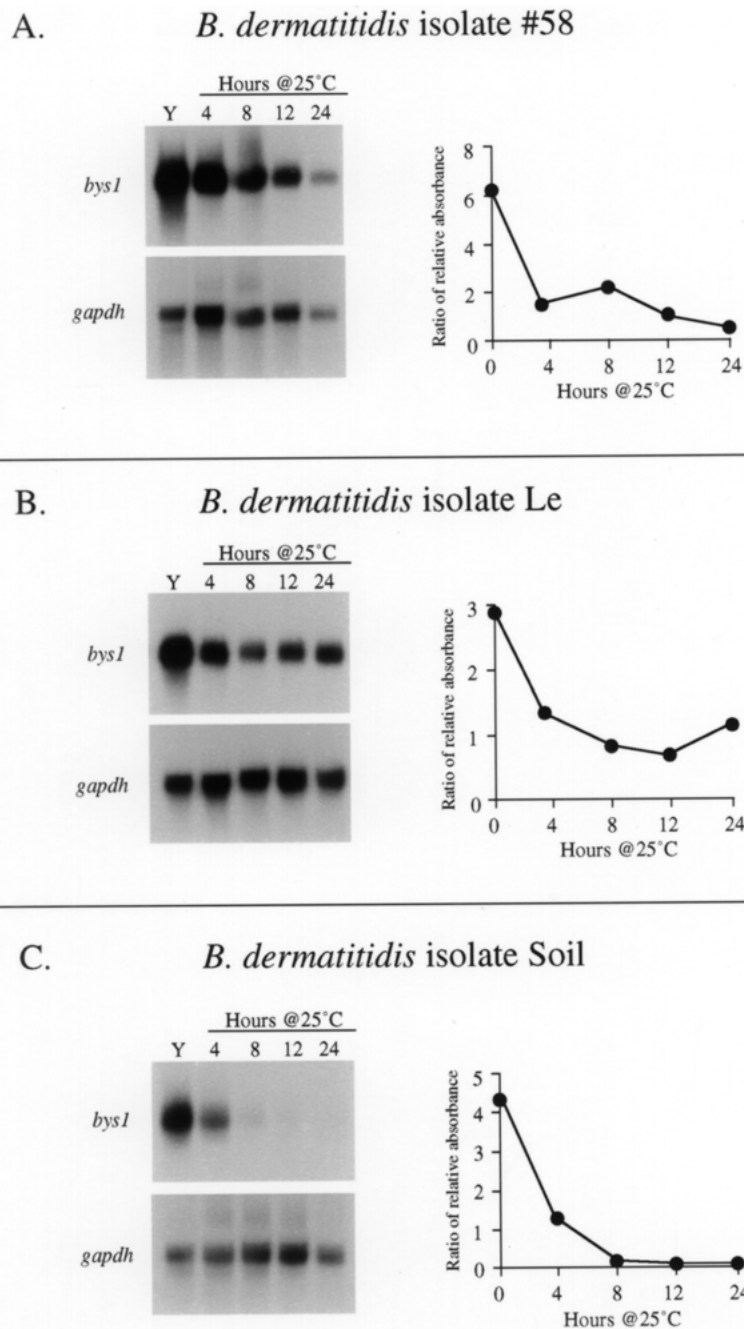 A. B. dermatitidis isolate #58
Hours @25˚C
Y 4 8 12 24
bys1
gapdh
Ratio of relative absorbance
8
6
4
2
0
0 4 8 12 24
Hours @25˚C
B. B. dermatitidis isolate Le
Hours @25˚C
Y 4 8 12 24
bys1
gapdh
Ratio of relative absorbance
3
2
1
0
0 4 8 12 24
Hours @25˚C
C. B. dermatitidis isolate Soil
Hours @25˚C
Y 4 8 12 24
bys1
gapdh
Ratio of relative absorbance
5
4
3
2
1
0
0 4 8 12 24
Hours @25˚C